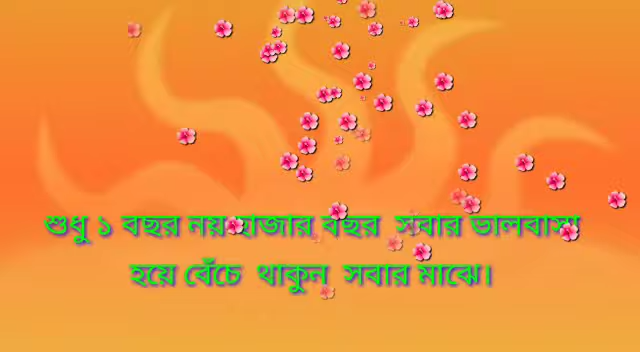 শুধু ১ বছর নয় হাজার বছর সবার ভালবাসা
হয়ে বেঁচে থাকুন সবার মাঝে।